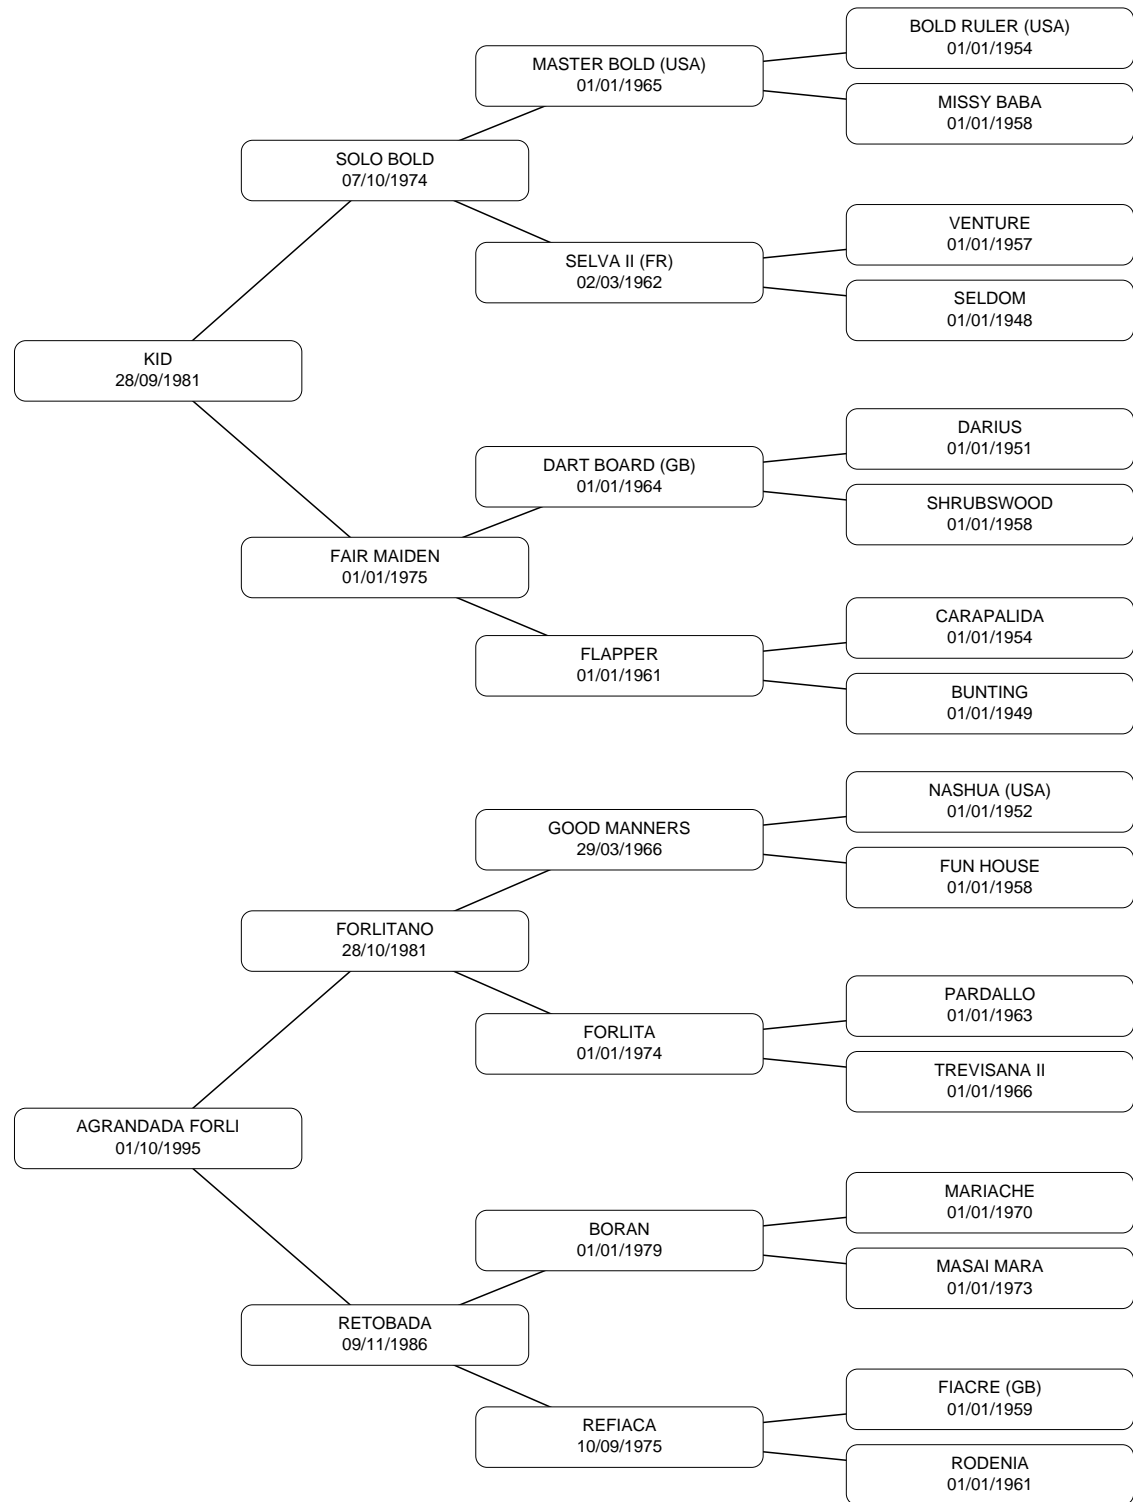 BOLD RULER (USA)
01/01/1954
MASTER BOLD (USA)
01/01/1965
MISSY BABA
01/01/1958
SOLO BOLD
07/10/1974
VENTURE
01/01/1957
SELVA II (FR)
02/03/1962
SELDOM
01/01/1948
KID
28/09/1981
DARIUS
01/01/1951
DART BOARD (GB)
01/01/1964
SHRUBSWOOD
01/01/1958
FAIR MAIDEN
01/01/1975
CARAPALIDA
01/01/1954
FLAPPER
01/01/1961
BUNTING
01/01/1949
NASHUA (USA)
01/01/1952
GOOD MANNERS
29/03/1966
FUN HOUSE
01/01/1958
FORLITANO
28/10/1981
PARDALLO
01/01/1963
FORLITA
01/01/1974
TREVISANA II
01/01/1966
AGRANDADA FORLI
01/10/1995
MARIACHE
01/01/1970
BORAN
01/01/1979
MASAI MARA
01/01/1973
RETOBADA
09/11/1986
FIACRE (GB)
01/01/1959
REFIACA
10/09/1975
RODENIA
01/01/1961